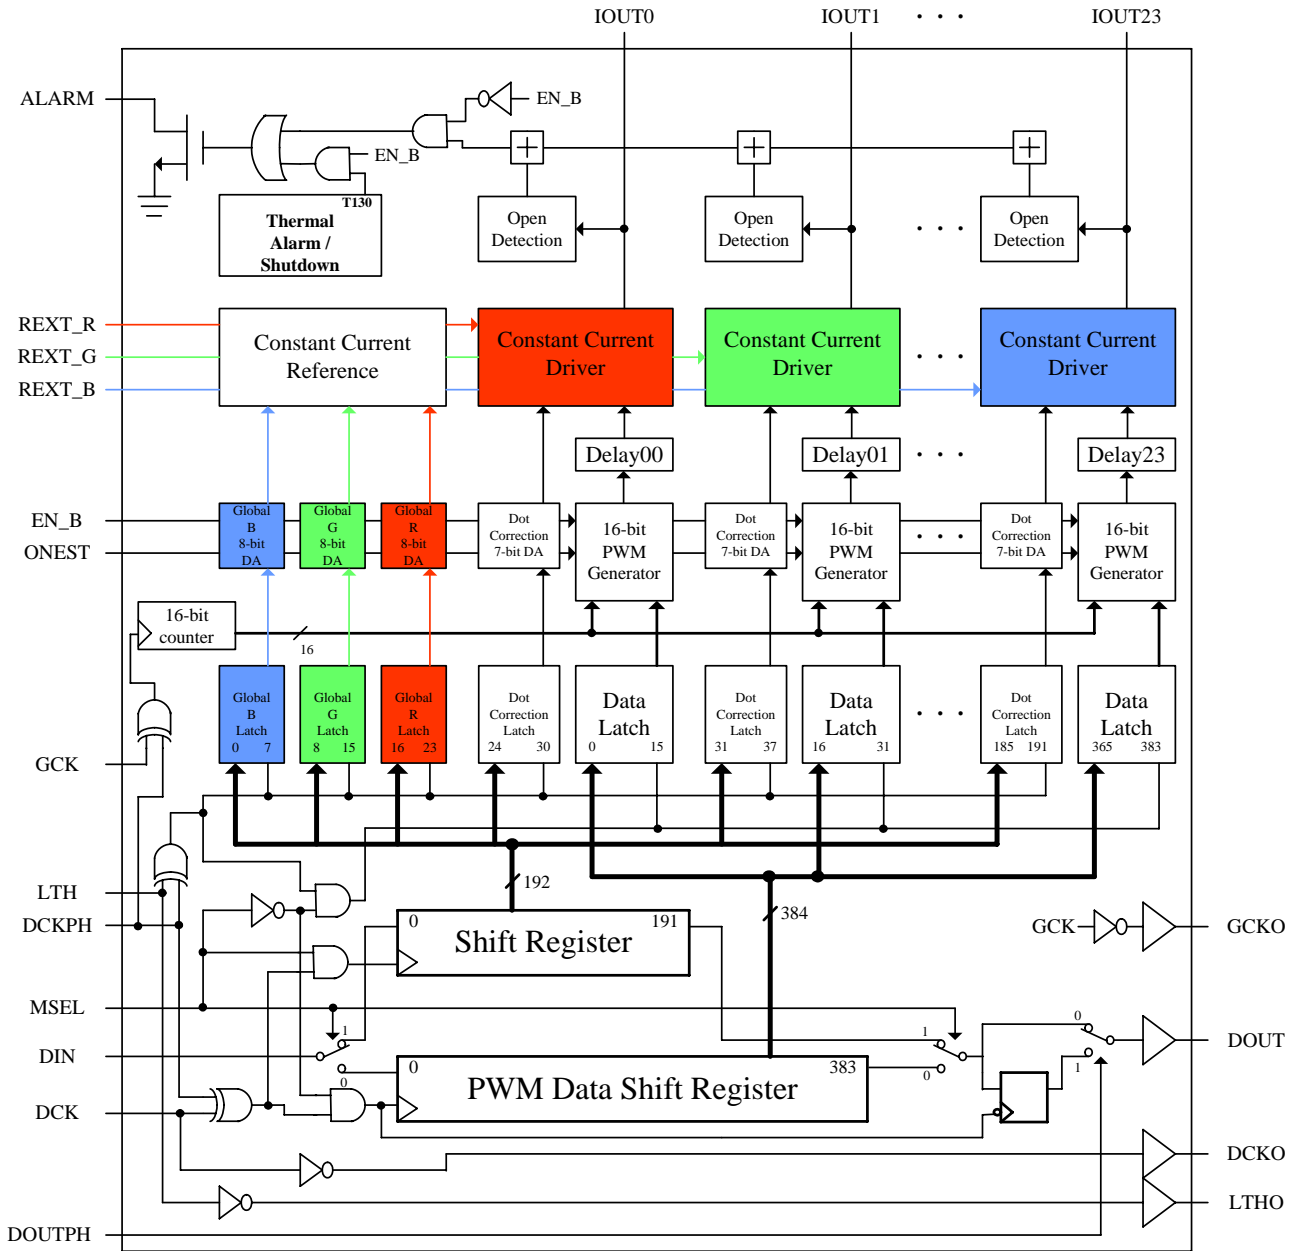 IOUT0 IOUT1 · · · IOUT23
ALARM
EN_B
EN_B
+ + +
T130
Thermal
Alarm /
Shutdown
Open
Detection
Open
Detection
· · ·
Open
Detection
REXT_R
REXT_G
REXT_B
Constant Current
Reference
Constant Current
Driver
Constant Current
Driver
· · ·
Constant Current
Driver
Delay00
Delay01
· · ·
Delay23
EN_B
ONEST
Global
B
8-bit
DA
Global
G
8-bit
DA
Global
R
8-bit
DA
Dot
Correction
7-bit DA
16-bit
PWM
Generator
Dot
Correction
7-bit DA
16-bit
PWM
Generator
· · ·
Dot
Correction
7-bit DA
16-bit
PWM
Generator
16-bit
counter
16
Global
B
Latch
0 7
Global
G
Latch
8 15
Global
R
Latch
16 23
Dot
Correction
Latch
24 30
Data
Latch
0 15
Dot
Correction
Latch
31 37
Data
Latch
16 31
· · ·
Dot
Correction
Latch
185 191
Data
Latch
365 383
GCK
LTH
DCKPH
192
384
0 191
Shift Register
GCK
GCKO
MSEL
DIN
1
0
1
0
0
1
DOUT
0 383
PWM Data Shift Register
DCK
DCKO
LTHO
DOUTPH